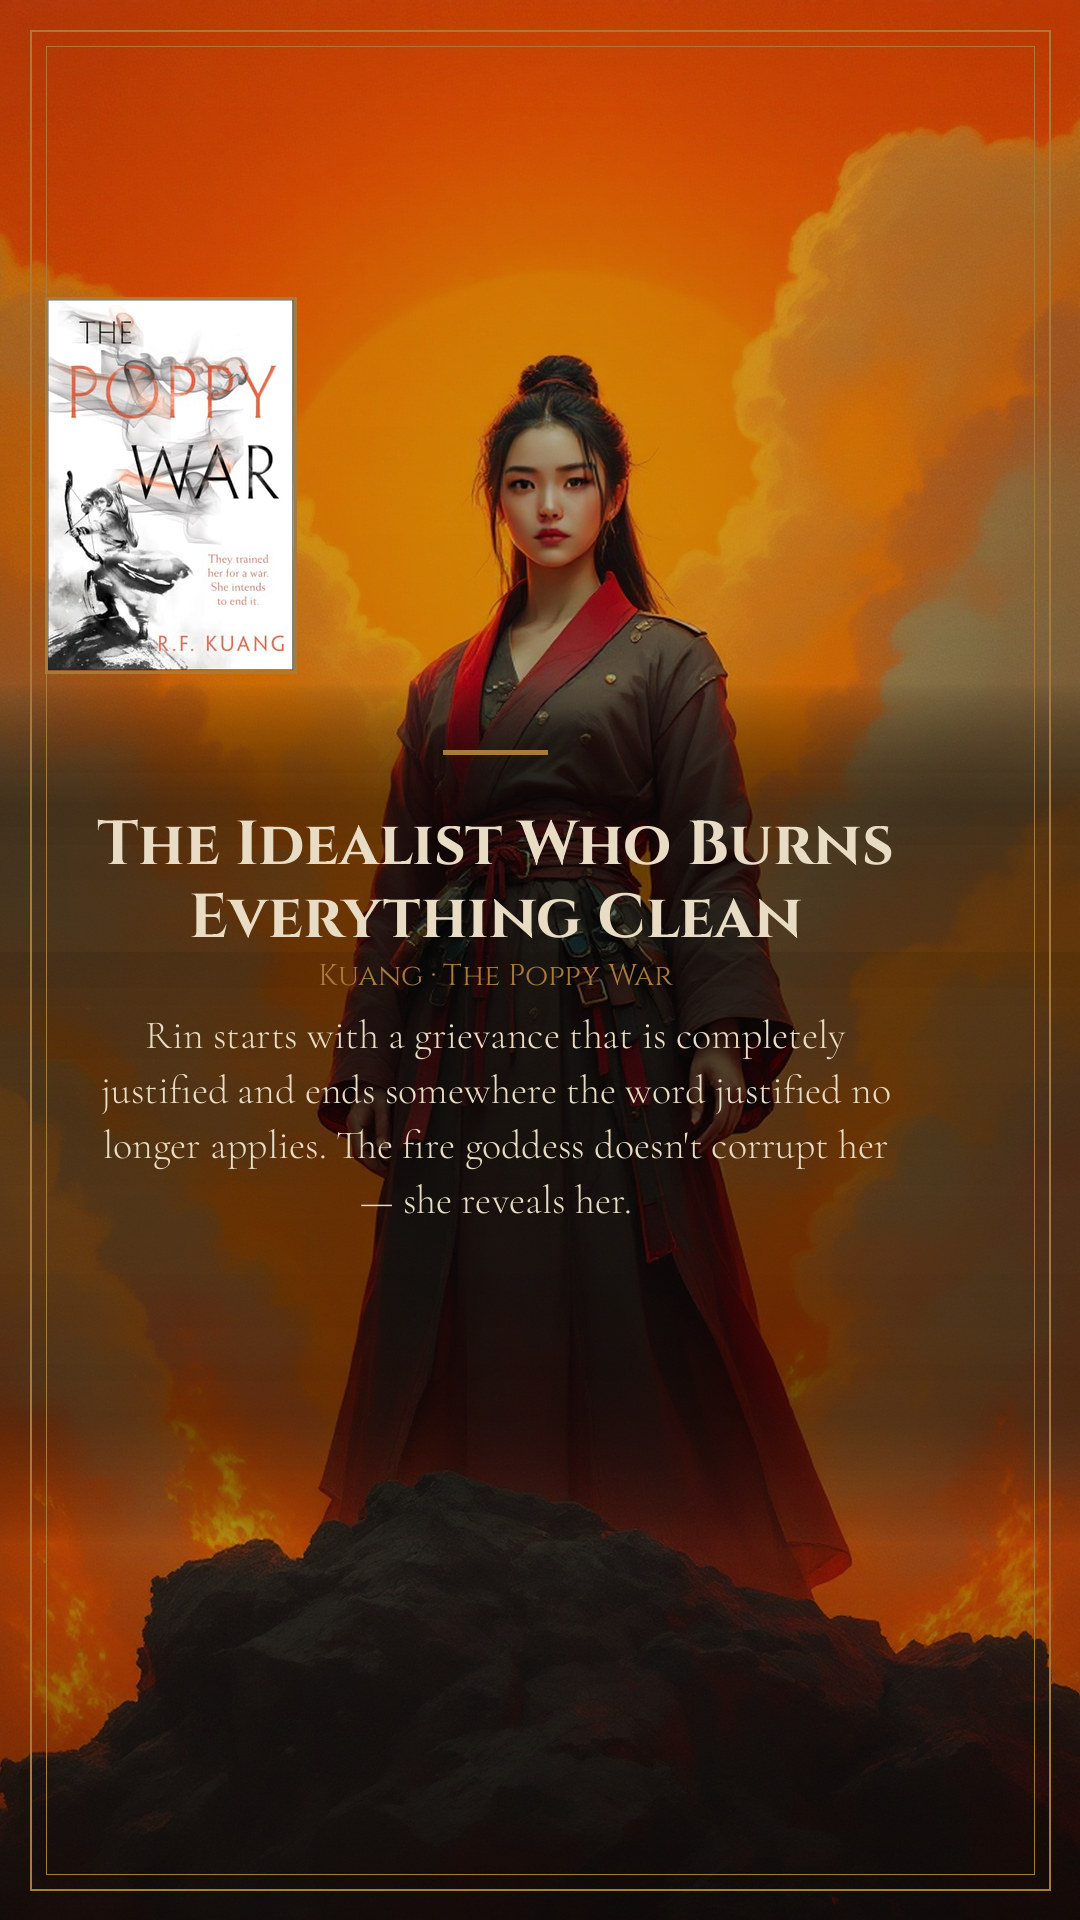 THE
POPPY
WAR
They trained
her for a war.
She intends
to end it.
R.F. KUANG
The Idealist Who Burns
Everything Clean
Kuang · The Poppy War
Rin starts with a grievance that is completely
justified and ends somewhere the word justified no
longer applies. The fire goddess doesn't corrupt her
— she reveals her.